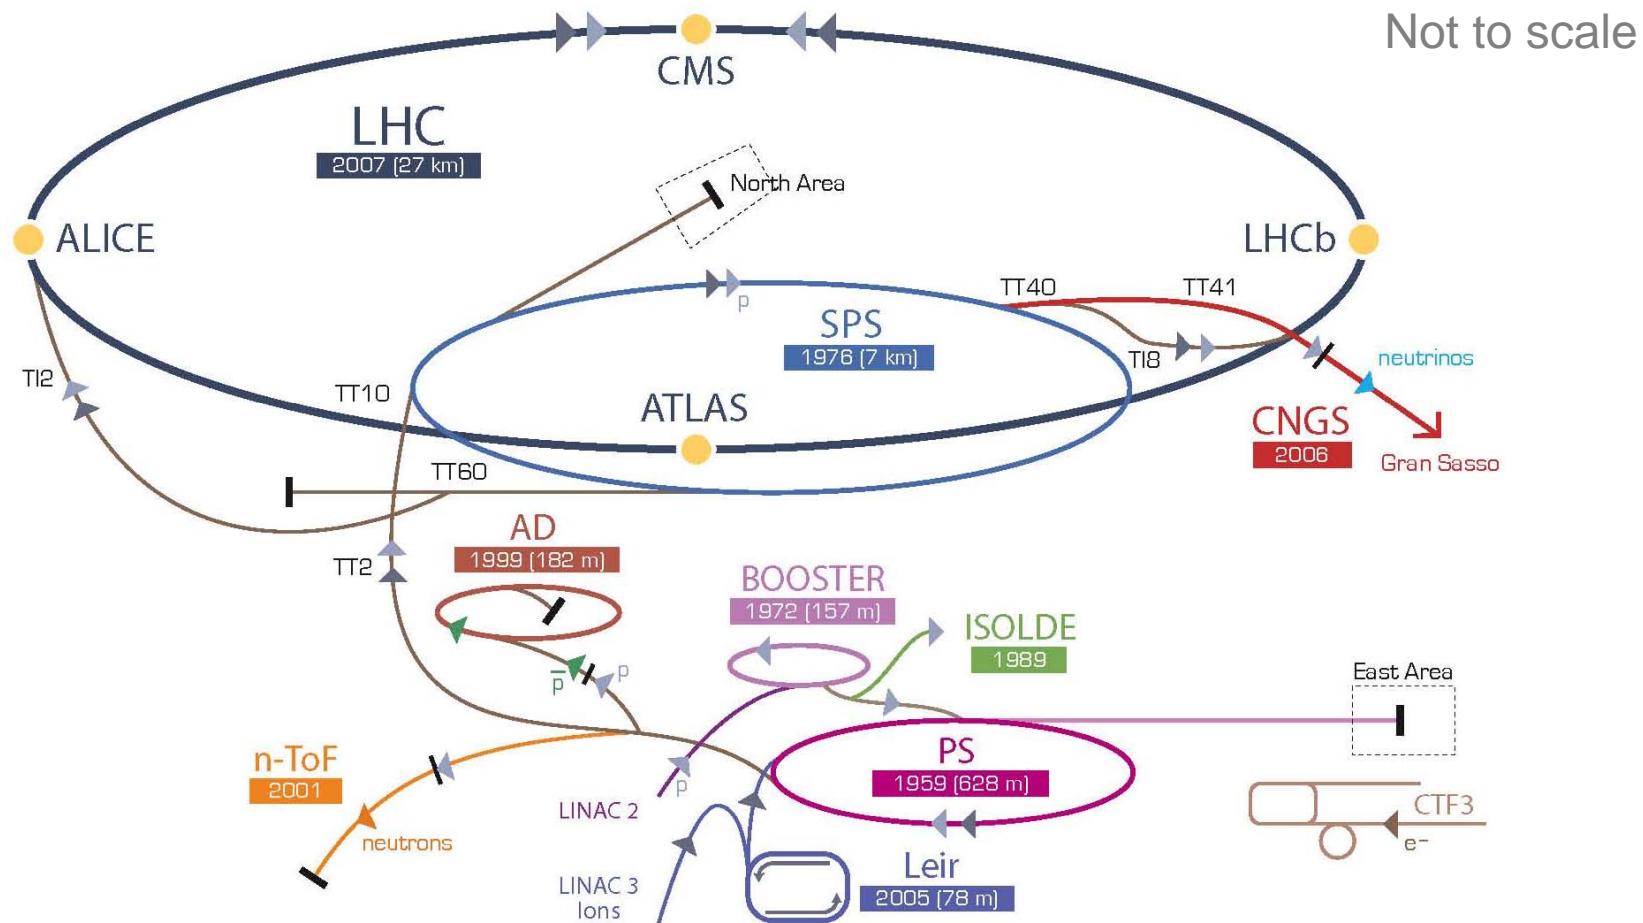 Not to scale
CMS
LHC
2007 (27 km)
North Area
ALICE
LHCb
TT40
TT41
p
SPS
1976 (7 km)
TI8
neutrinos
TI2
TT10
ATLAS
CNGS
2006
Gran Sasso
TT60
AD
1999 (182 m)
TT2
BOOSTER
1972 (157 m)
ISOLDE
1989
p̅
p
East Area
n-ToF
2001
PS
1959 (628 m)
p
LINAC 2
CTF3
neutrons
e-
Leir
2005 (78 m)
LINAC 3
Ions